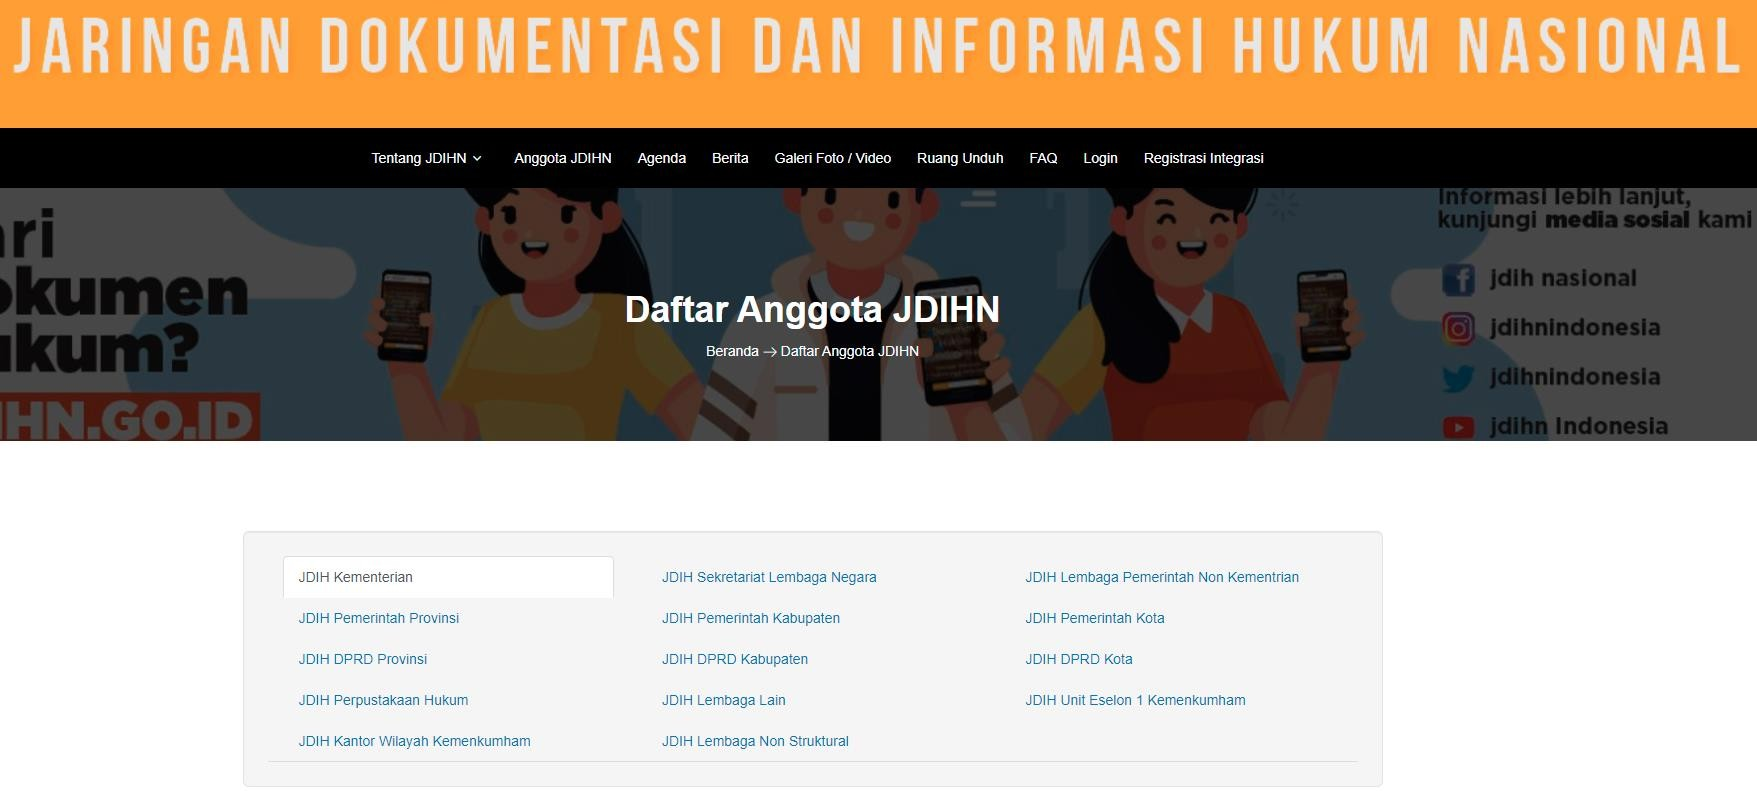 JARINGAN DOKUMENTASI DAN INFORMASI HUKUM NASIONAL
Tentang JDIHN Anggota JDIHN Agenda Berita Galeri Foto / Video Ruang Unduh FAQ Login Registrasi Integrasi
ari
okumen
ukum?
IHN.GO.ID
Informasi lebih lanjut,
kunjungi media sosial kami
jdih nasional
jdihnindonesia
jdihnindonesia
jdihn Indonesia
Daftar Anggota JDIHN
Beranda → Daftar Anggota JDIHN
JDIH Kementerian JDIH Sekretariat Lembaga Negara JDIH Lembaga Pemerintah Non Kementrian
JDIH Pemerintah Provinsi JDIH Pemerintah Kabupaten JDIH Pemerintah Kota
JDIH DPRD Provinsi JDIH DPRD Kabupaten JDIH DPRD Kota
JDIH Perpustakaan Hukum JDIH Lembaga Lain JDIH Unit Eselon 1 Kemenkumham
JDIH Kantor Wilayah Kemenkumham JDIH Lembaga Non Struktural